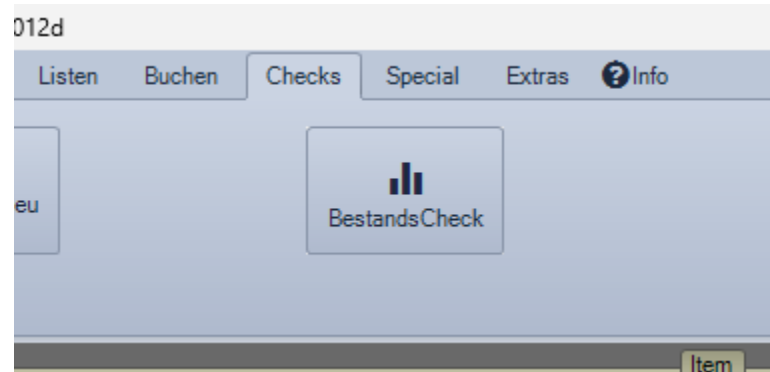 012d
Listen Buchen Checks Special Extras Info
eu
BestandsCheck
Item